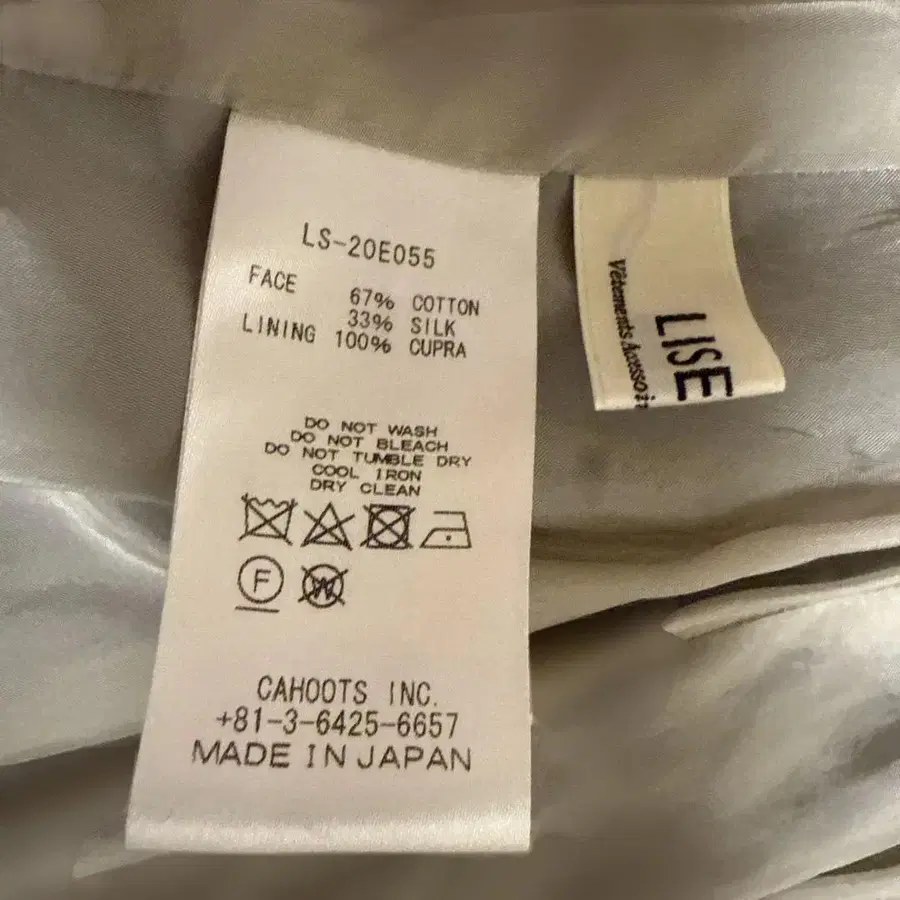 LS-20E055
FACE 67% COTTON
33% SILK
LINING 100% CUPRA
DO NOT WASH
DO NOT BLEACH
DO NOT TUMBLE DRY
COOL IRON
DRY CLEAN
F
W
CAHOOTS INC.
+81-3-6425-6657
MADE IN JAPAN
LISE
Vêtements